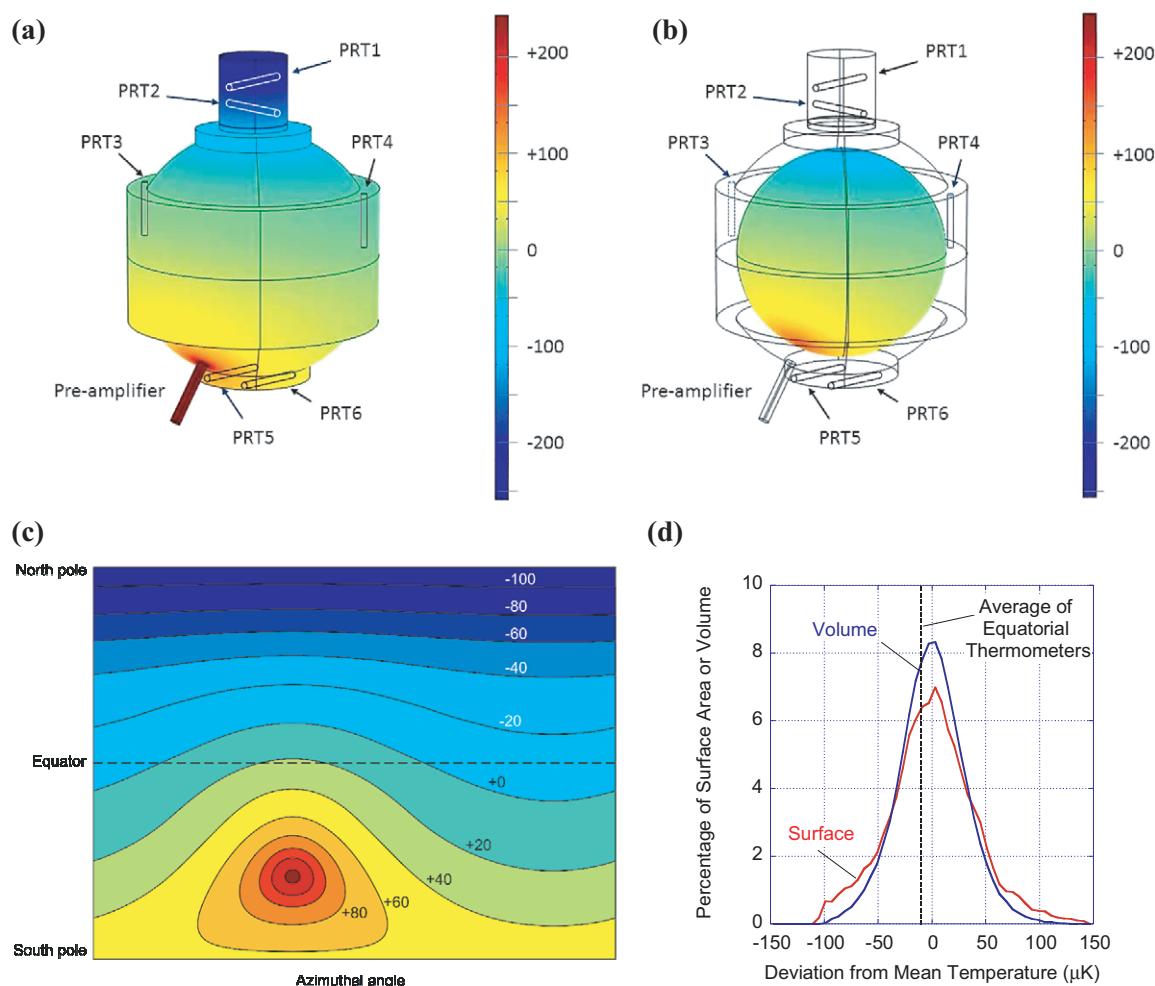 (a)
PRT1
PRT2
PRT3
PRT4
Pre-amplifier
PRT5
PRT6
+200
+100
0
-100
-200
(b)
PRT1
PRT2
PRT3
PRT4
Pre-amplifier
PRT5
PRT6
+200
+100
0
-100
-200
(c)
North pole
Equator
South pole
-100
-80
-60
-40
-20
+0
+20
+40
+60
+80
Azimuthal angle
(d)
Percentage of Surface Area or Volume
10
8
6
4
2
0
Volume
Surface
Average of
Equatorial
Thermometers
-150
-100
-50
0
50
100
150
Deviation from Mean Temperature (µK)